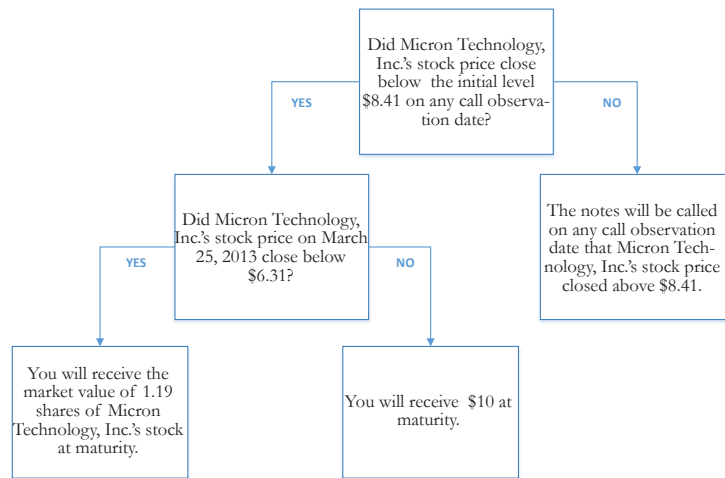 Did Micron Technology,
Inc.'s stock price close
below the initial level
$8.41 on any call observa-
tion date?
YES
NO
Did Micron Technology,
Inc.'s stock price on March
25, 2013 close below
$6.31?
The notes will be called
on any call observation
date that Micron Tech-
nology, Inc.'s stock price
closed above $8.41.
YES
NO
You will receive the
market value of 1.19
shares of Micron
Technology, Inc.'s stock
at maturity.
You will receive $10 at
maturity.